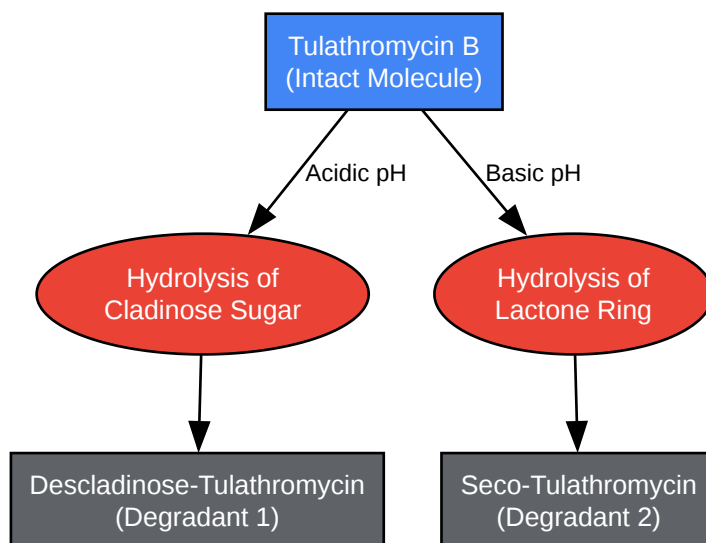 Tulathromycin B
(Intact Molecule)
Acidic pH
Basic pH
Hydrolysis of
Cladinose Sugar
Hydrolysis of
Lactone Ring
Descladinose-Tulathromycin
(Degradant 1)
Seco-Tulathromycin
(Degradant 2)